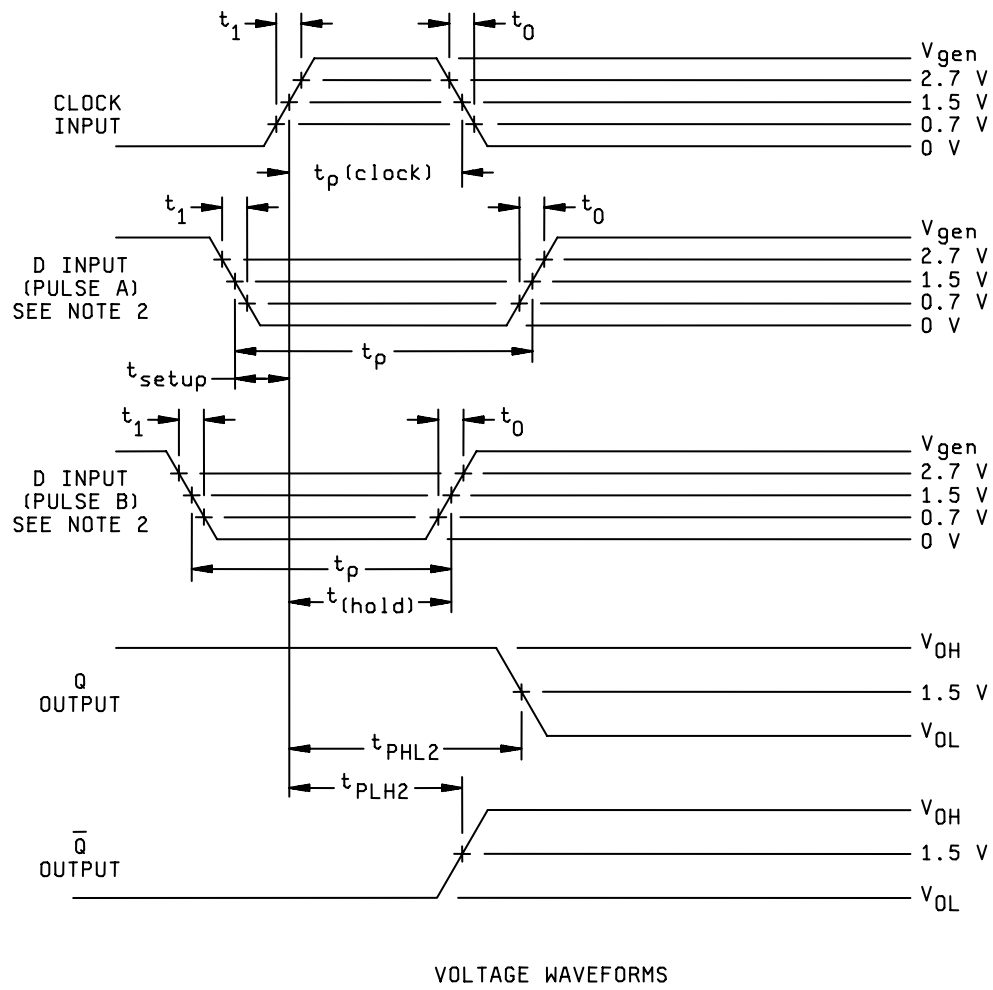 t1
t0
Vgen
2.7 V
CLOCK
INPUT
1.5 V
0.7 V
0 V
tp(clock)
t1
t0
Vgen
D INPUT
(PULSE A)
SEE NOTE 2
2.7 V
1.5 V
0.7 V
0 V
tp
tsetup
t1
t0
Vgen
D INPUT
(PULSE B)
SEE NOTE 2
2.7 V
1.5 V
0.7 V
0 V
tp
t(hold)
VOH
Q
OUTPUT
1.5 V
VOL
tPHL2
tPLH2
VOH
Q̅
OUTPUT
1.5 V
VOL
VOLTAGE WAVEFORMS